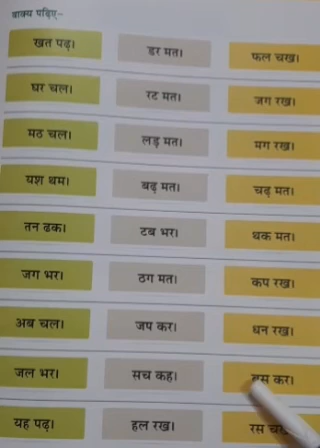 वाक्य पढ़िए-
खत पढ़। डर मत। फल चख।
घर चल। रट मत। जग रख।
मठ चल। लड़ मत। मग रख।
यश थम। बढ़ मत। चढ़ मत।
तन ढक। टब भर। थक मत।
जग भर। ठग मत। कप रख।
अब चल। जप कर। धन रख।
जल भर। सच कह। बस कर।
यह पढ़। हल रख। रस चख